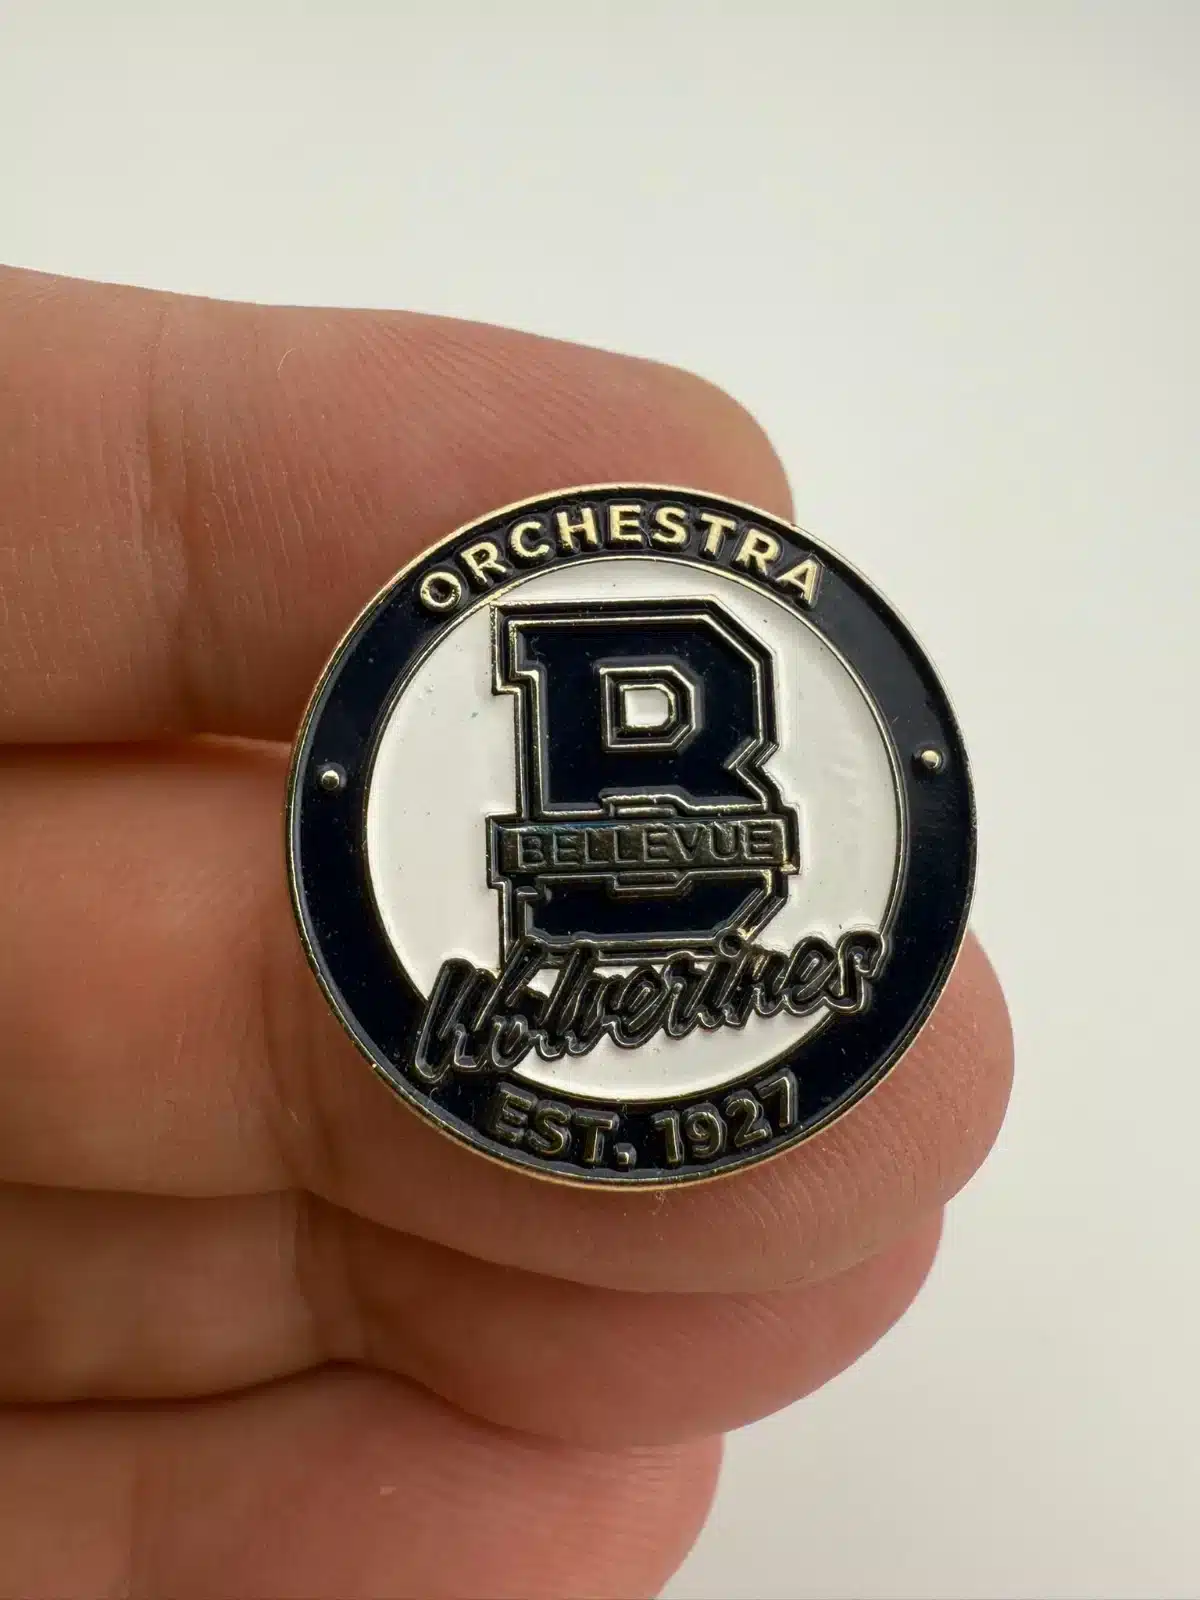 ORCHESTRA
B
BELLEVUE
Wolverines
EST. 1927